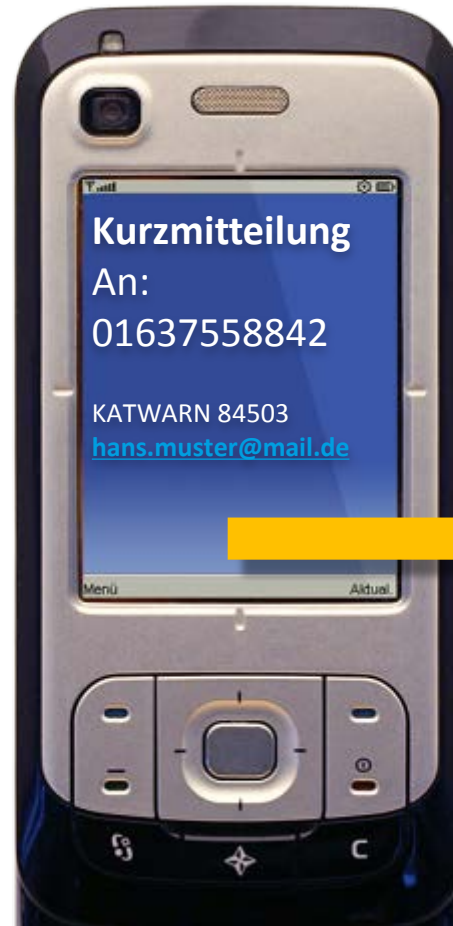 Kurzmitteilung
An:
01637558842
KATWARN 84503
hans.muster@mail.de
Menü Aktual.
C